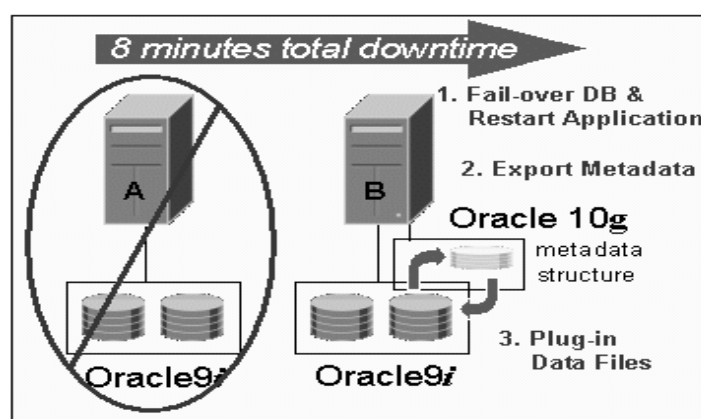 8 minutes total downtime
1. Fail-over DB &
Restart Application
A
B
2. Export Metadata
Oracle 10g
metadata
structure
3. Plug-in
Data Files
Oracle9i
Oracle9i